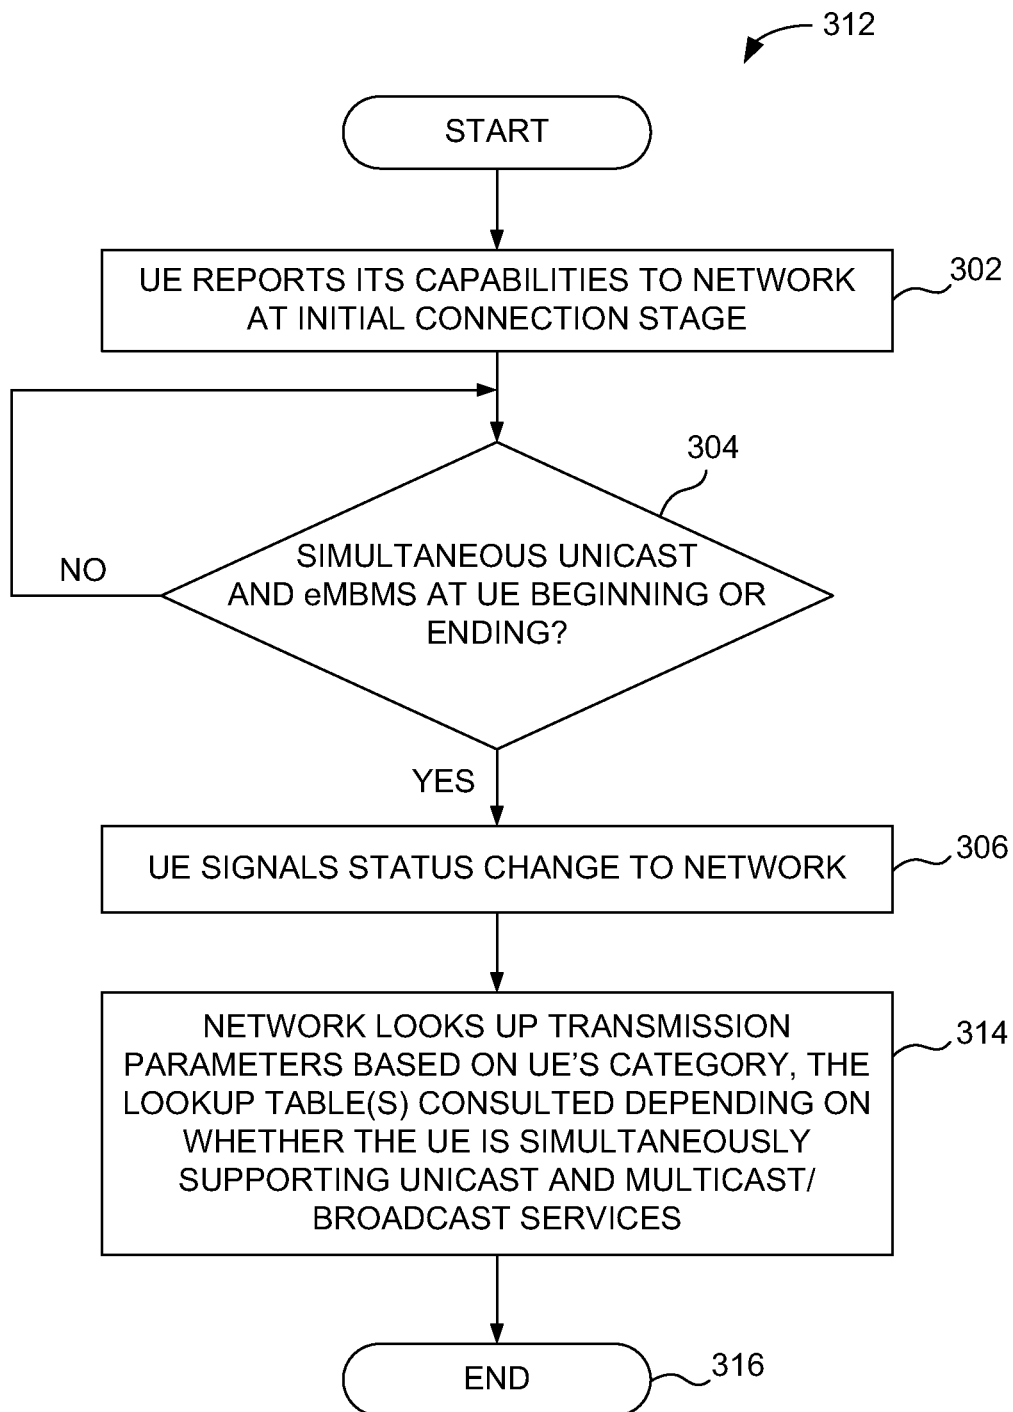 312
START
UE REPORTS ITS CAPABILITIES TO NETWORK
AT INITIAL CONNECTION STAGE
302
304
SIMULTANEOUS UNICAST
AND eMBMS AT UE BEGINNING OR
ENDING?
NO
YES
UE SIGNALS STATUS CHANGE TO NETWORK
306
NETWORK LOOKS UP TRANSMISSION
PARAMETERS BASED ON UE'S CATEGORY, THE
LOOKUP TABLE(S) CONSULTED DEPENDING ON
WHETHER THE UE IS SIMULTANEOUSLY
SUPPORTING UNICAST AND MULTICAST/
BROADCAST SERVICES
314
END
316